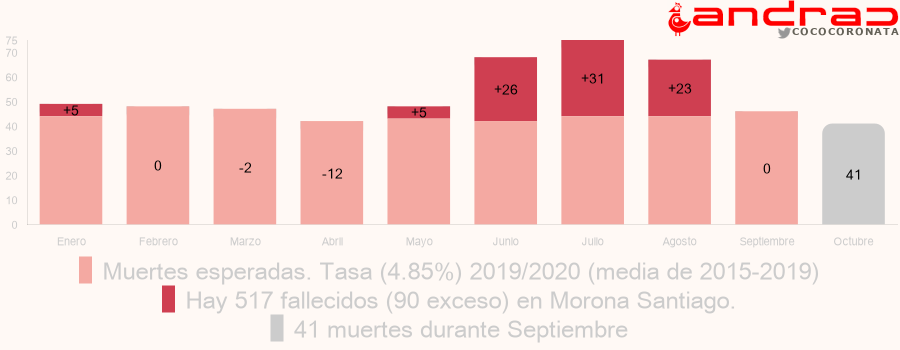 andrac
COCOCORONATA
75
70
60
50
40
30
20
10
0
+5
0
-2
-12
+5
+26
+31
+23
0
41
Enero
Febrero
Marzo
Abril
Mayo
Junio
Julio
Agosto
Septiembre
Octubre
Muertes esperadas. Tasa (4.85%) 2019/2020 (media de 2015-2019)
Hay 517 fallecidos (90 exceso) en Morona Santiago.
41 muertes durante Septiembre